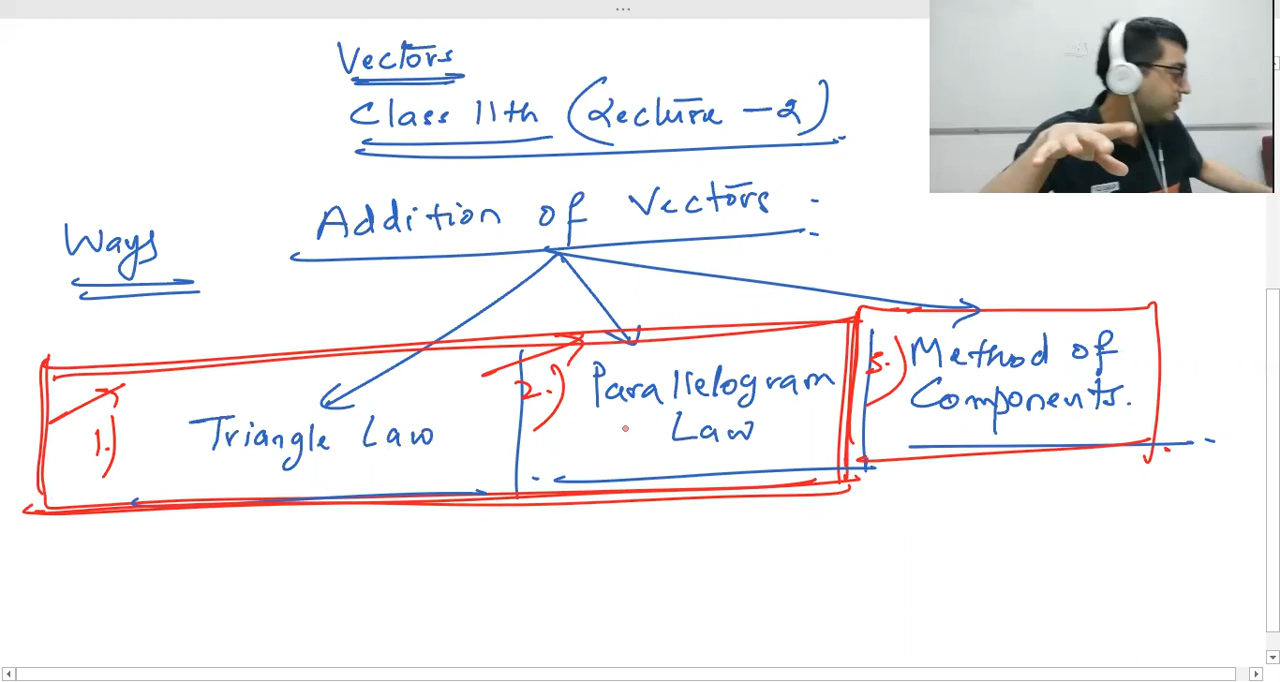 Vectors
Class 11th (Lecture - 2)
Addition of Vectors :
Ways
1.) Triangle Law
2.) Parallelogram
Law
3.) Method of
Components.